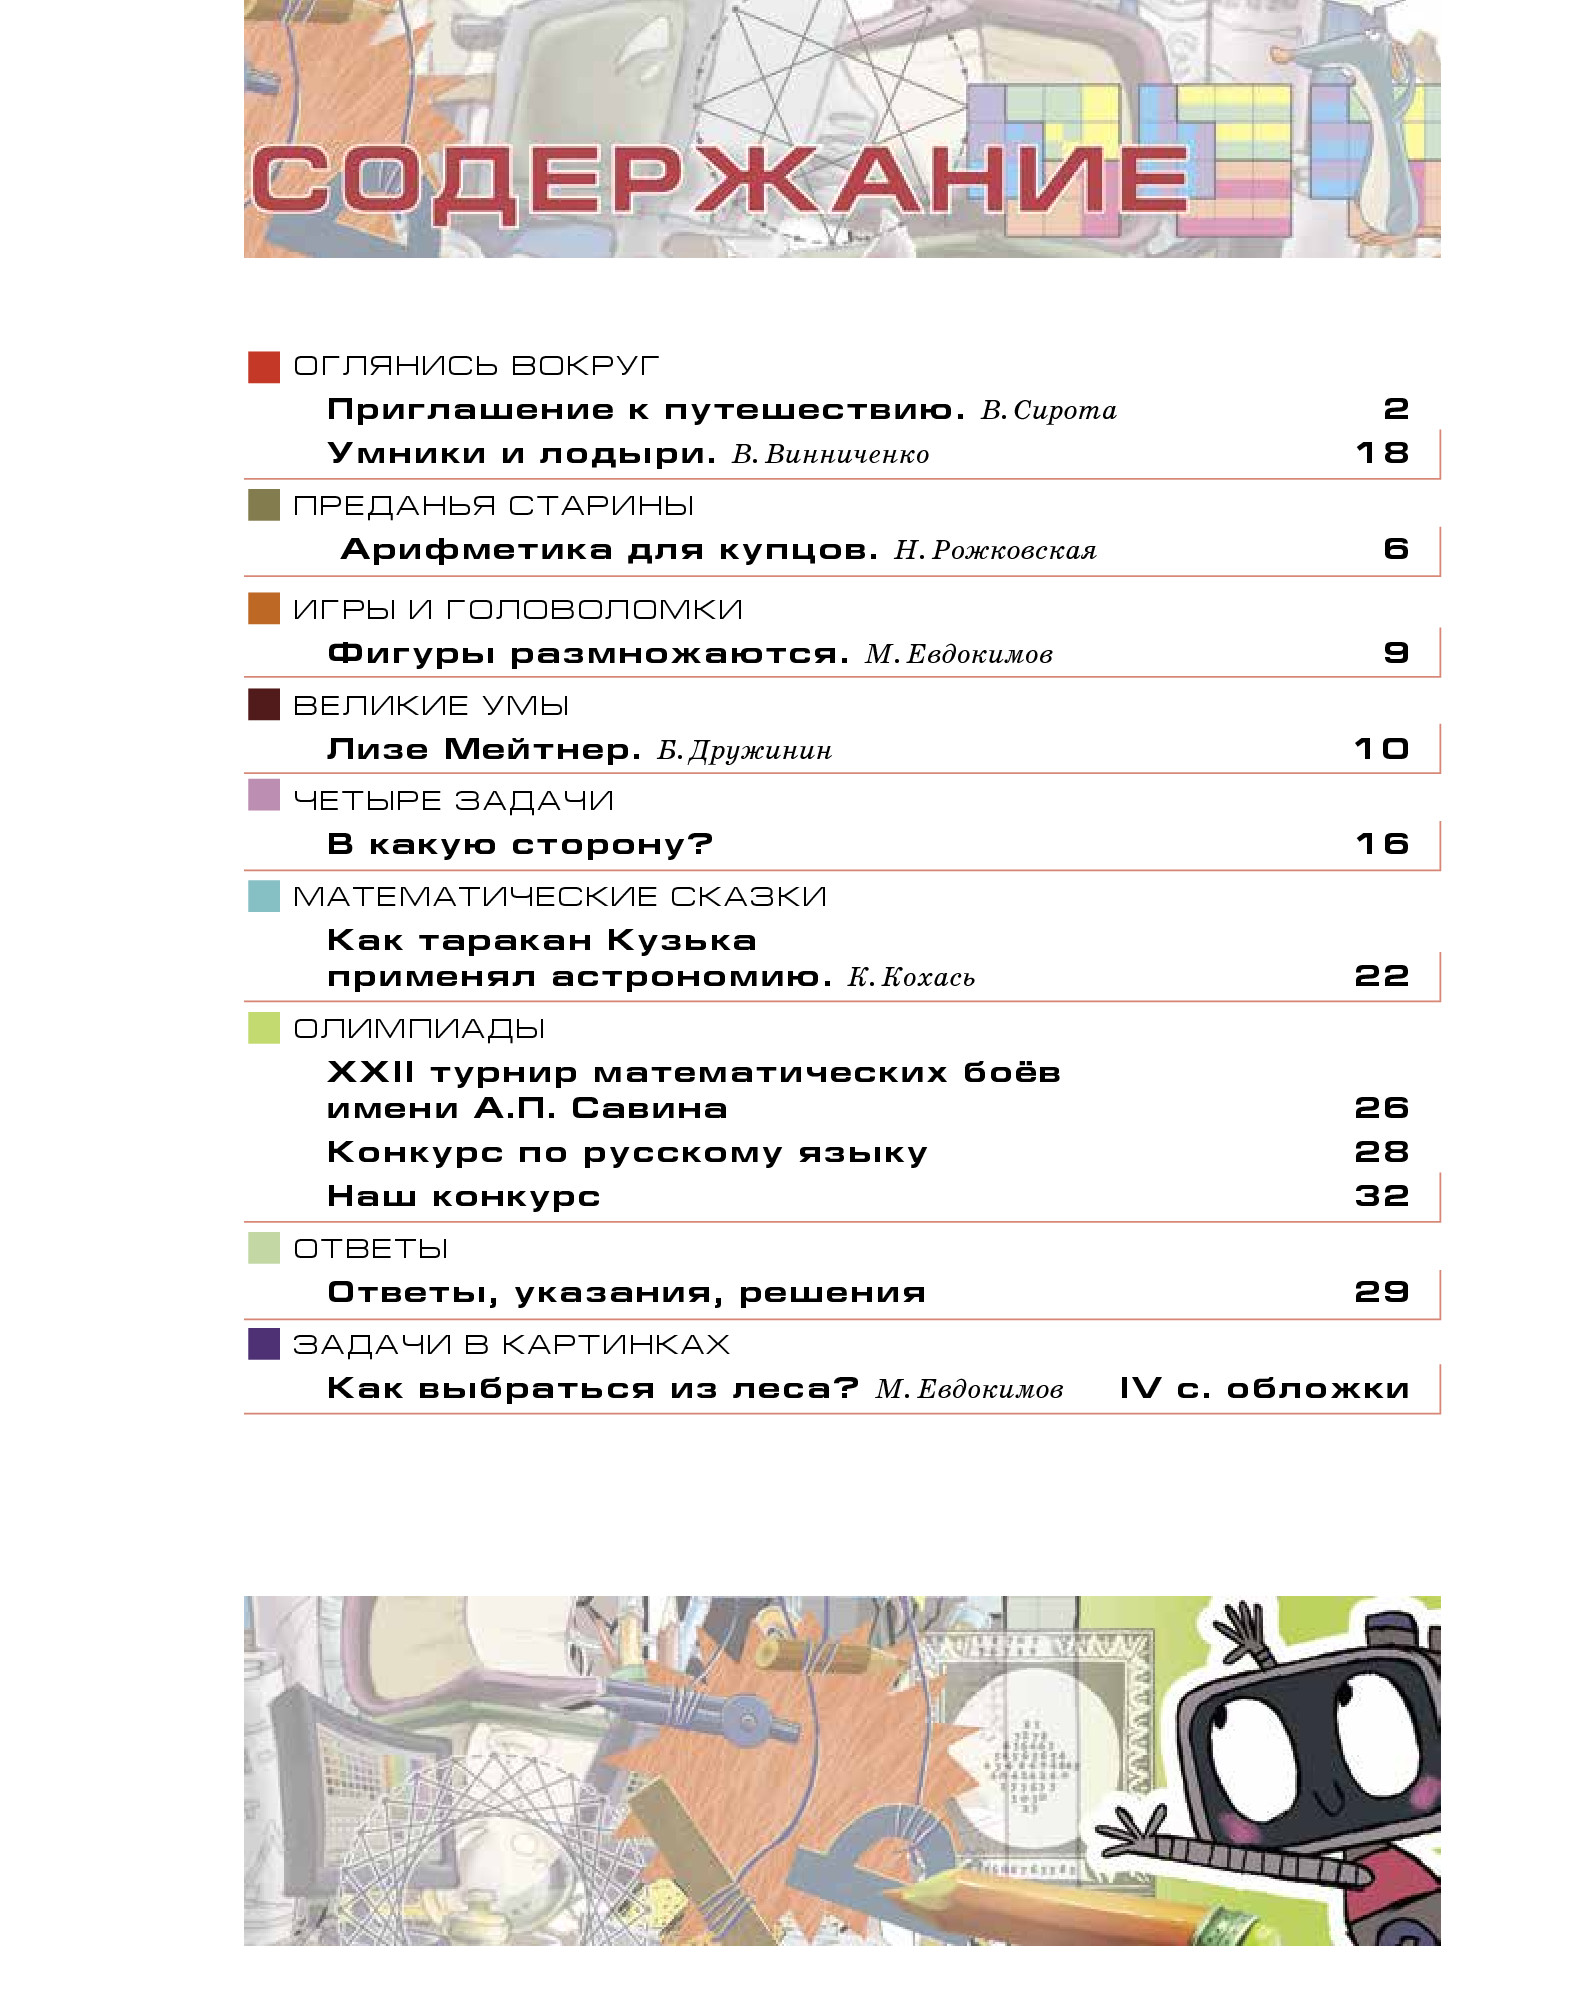 СОДЕРЖАНИЕ
ОГЛЯНИСЬ ВОКРУГ
Приглашение к путешествию. В. Сирота 2
Умники и лодыри. В. Винниченко 18
ПРЕДАНЬЯ СТАРИНЫ
Арифметика для купцов. Н. Рожковская 6
ИГРЫ И ГОЛОВОЛОМКИ
Фигуры размножаются. М. Евдокимов 9
ВЕЛИКИЕ УМЫ
Лизе Мейтнер. Б. Дружинин 10
ЧЕТЫРЕ ЗАДАЧИ
В какую сторону? 16
МАТЕМАТИЧЕСКИЕ СКАЗКИ
Как таракан Кузька
применял астрономию. К. Кохась 22
ОЛИМПИАДЫ
XXII турнир математических боёв
имени А.П. Савина 26
Конкурс по русскому языку 28
Наш конкурс 32
ОТВЕТЫ
Ответы, указания, решения 29
ЗАДАЧИ В КАРТИНКАХ
Как выбраться из леса? М. Евдокимов IV с. обложки